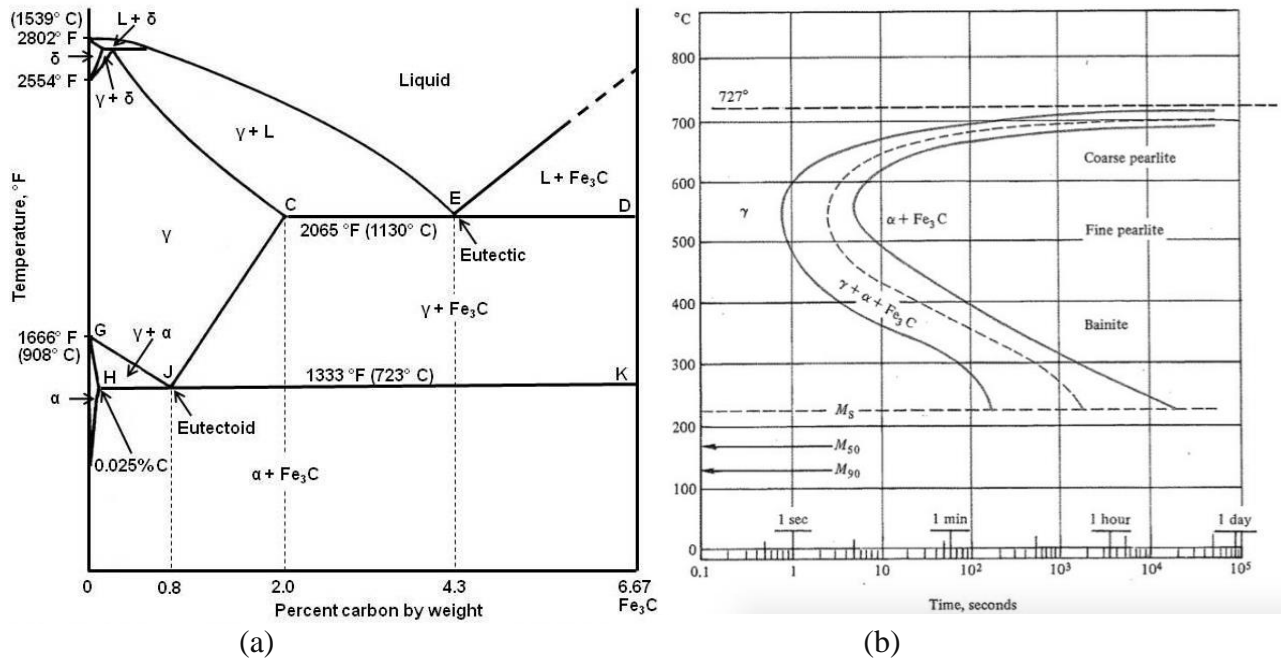 (1539° C)
2802° F
L + δ
δ
2554° F
γ + δ
Liquid
γ + L
L + Fe₃C
C
E
D
2065 °F (1130° C)
Eutectic
γ
γ + Fe₃C
1666° F
(908° C)
G
γ + α
H
J
1333 °F (723° C)
K
α
Eutectoid
0.025%C
α + Fe₃C
0
0.8
2.0
4.3
6.67
Percent carbon by weight
Fe₃C
Temperature, °F
(a)
°C
800
727°
700
Coarse pearlite
600
γ
α + Fe₃C
Fine pearlite
500
γ + α + Fe₃C
400
Bainite
300
Mₛ
200
M₅₀
M₉₀
100
1 sec
1 min
1 hour
1 day
0
0.1
1
10
10²
10³
10⁴
10⁵
Time, seconds
(b)